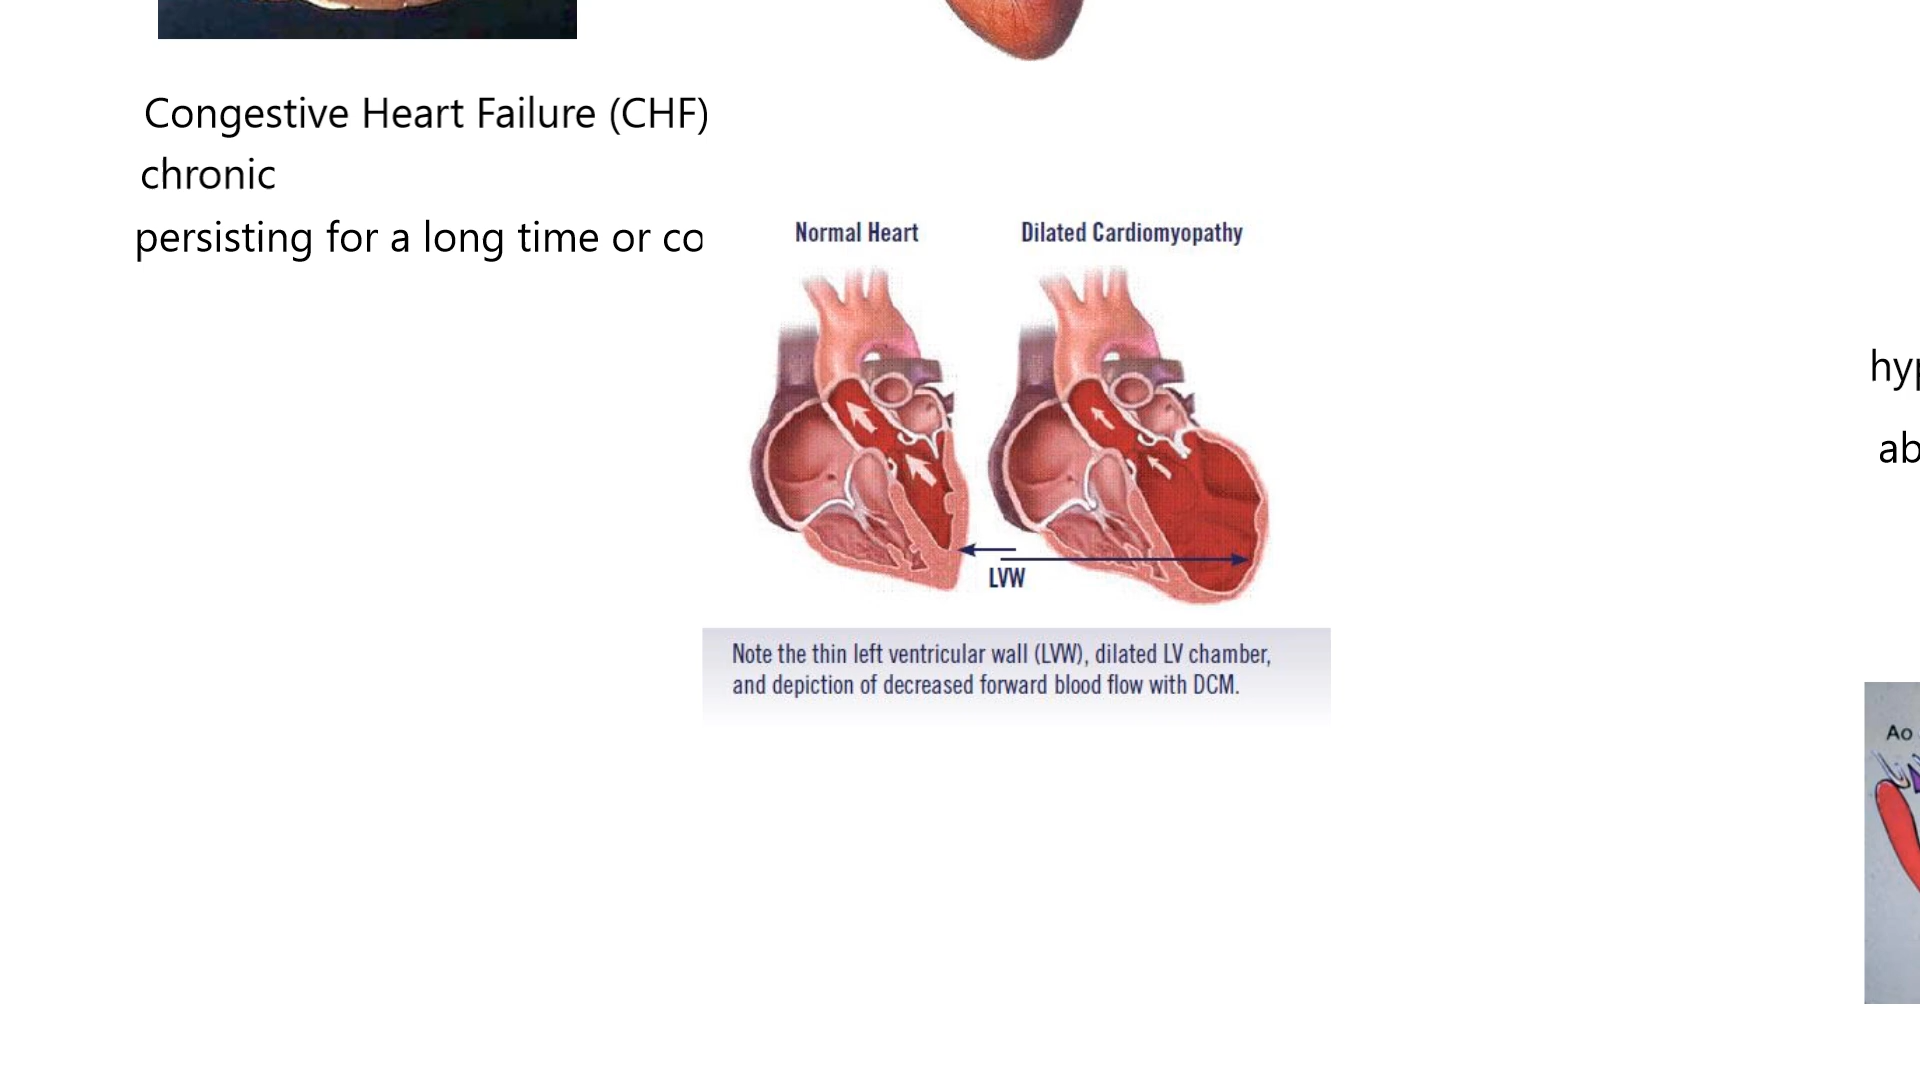 Congestive Heart Failure (CHF)
chronic
persisting for a long time or co
Normal Heart
Dilated Cardiomyopathy
LVW
Note the thin left ventricular wall (LVW), dilated LV chamber,
and depiction of decreased forward blood flow with DCM.
hyp
ab
Ao